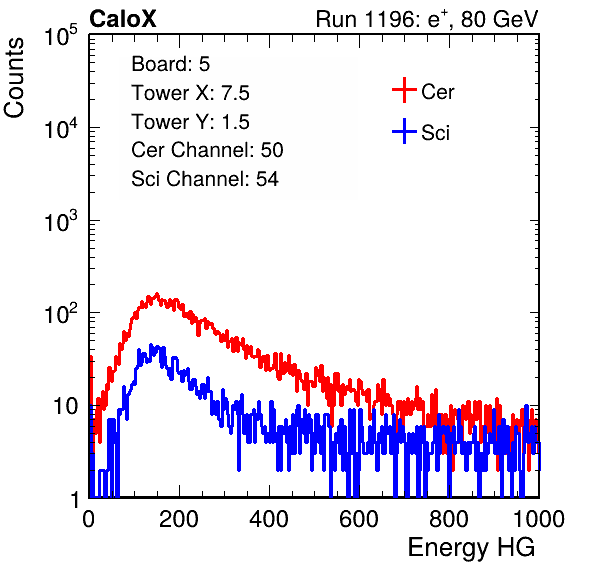 CaloX Run 1196: e⁺, 80 GeV
Board: 5
Tower X: 7.5
Tower Y: 1.5
Cer Channel: 50
Sci Channel: 54
Cer
Sci
Counts
10⁵
10⁴
10³
10²
10
1
0 200 400 600 800 1000
Energy HG